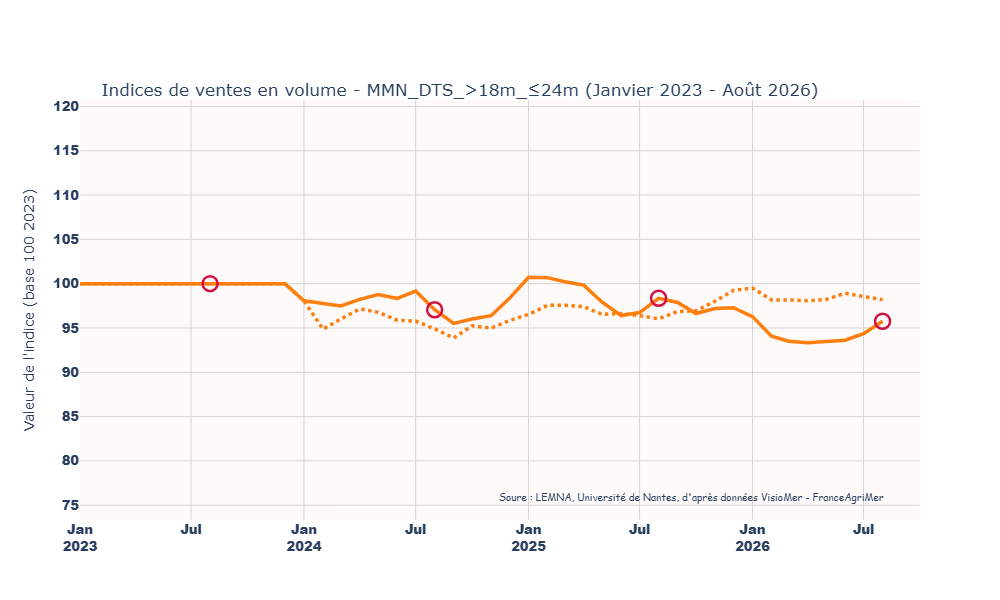 Indices de ventes en volume - MMN_DTS_>18m_≤24m (Janvier 2023 - Août 2026)
Valeur de l'indice (base 100 2023)
120
115
110
105
100
95
90
85
80
75
Soure : LEMNA, Université de Nantes, d'après données VisioMer - FranceAgriMer
Jan Jul Jan Jul Jan Jul Jan Jul
2023 2024 2025 2026